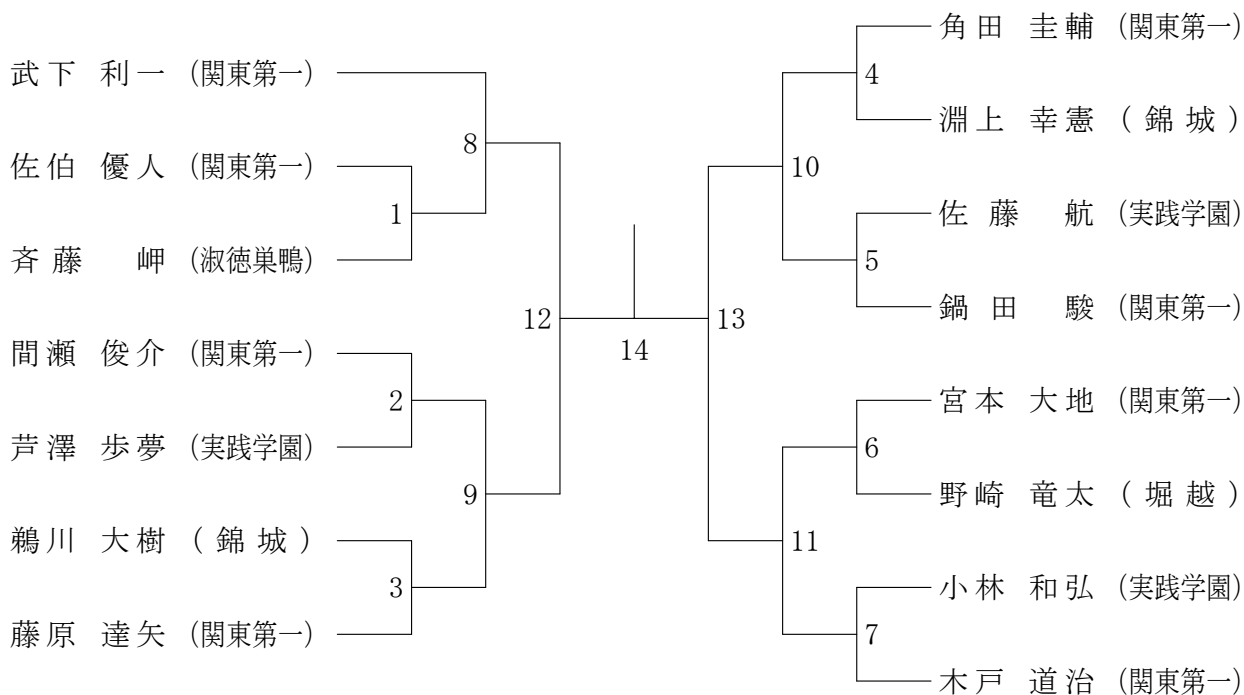 武下 利一 (関東第一)
佐伯 優人 (関東第一)
斉藤 岬 (淑徳巣鴨)
間瀬 俊介 (関東第一)
芦澤 歩夢 (実践学園)
鵜川 大樹 (錦城)
藤原 達矢 (関東第一)
1
2
3
8
9
12
14
13
10
11
4
5
6
7
角田 圭輔 (関東第一)
淵上 幸憲 (錦城)
佐藤 航 (実践学園)
鍋田 駿 (関東第一)
宮本 大地 (関東第一)
野崎 竜太 (堀越)
小林 和弘 (実践学園)
木戸 道治 (関東第一)